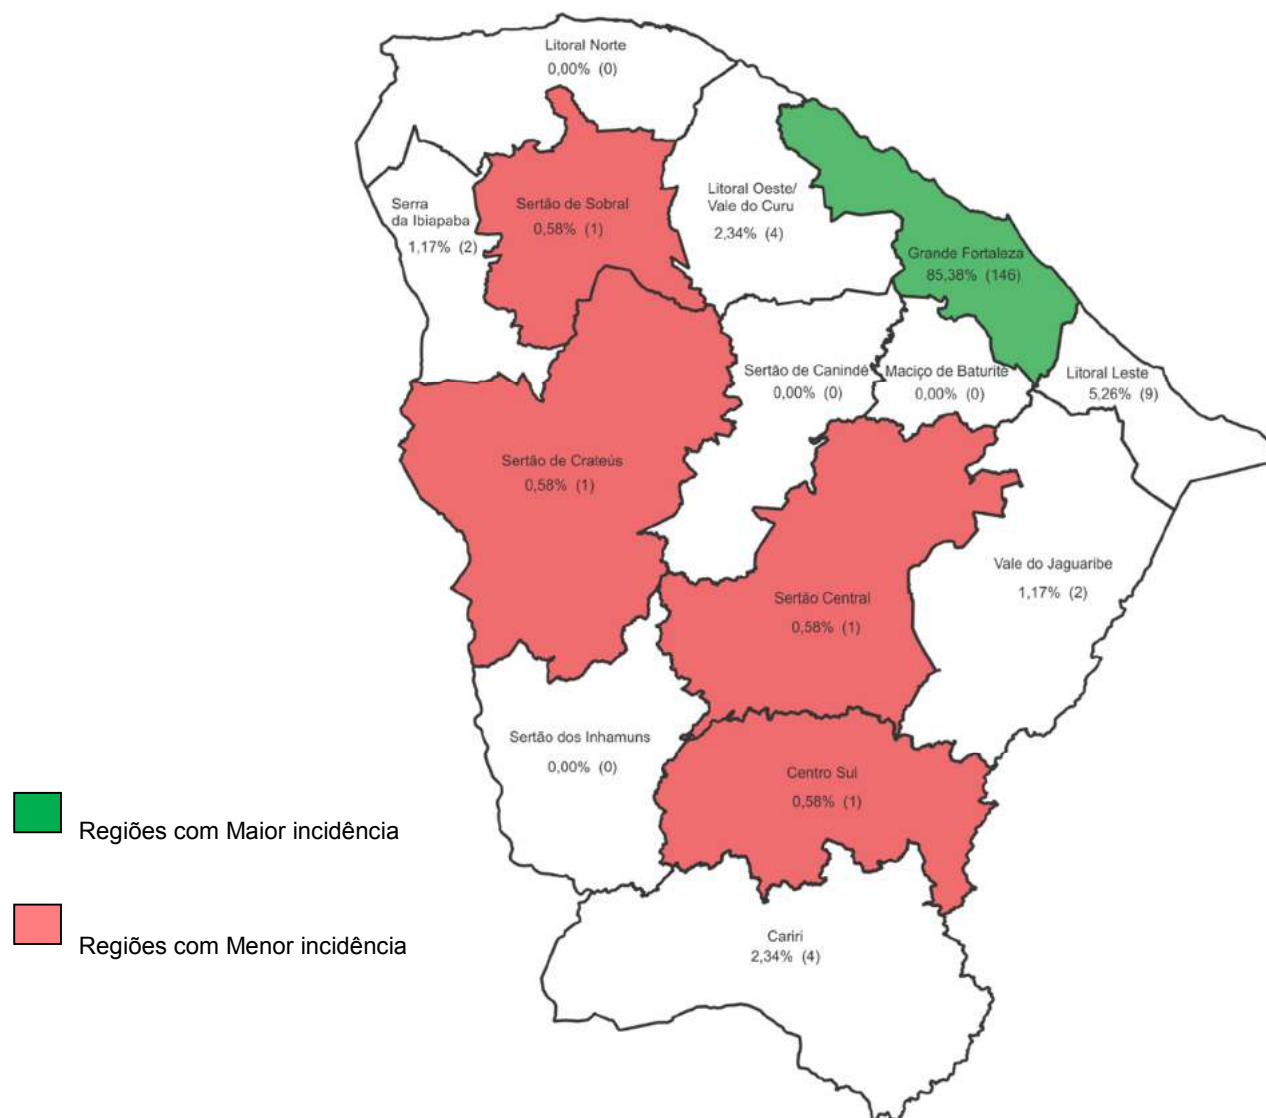 Litoral Norte
0,00% (0)
Serra
da Ibiapaba
1,17% (2)
Sertão de Sobral
0,58% (1)
Litoral Oeste/
Vale do Curu
2,34% (4)
Grande Fortaleza
85,38% (146)
Sertão de Canindé
0,00% (0)
Maciço de Baturité
0,00% (0)
Litoral Leste
5,26% (9)
Sertão de Crateús
0,58% (1)
Vale do Jaguaribe
1,17% (2)
Sertão Central
0,58% (1)
Sertão dos Inhamuns
0,00% (0)
Centro Sul
0,58% (1)
Cariri
2,34% (4)
Regiões com Maior incidência
Regiões com Menor incidência